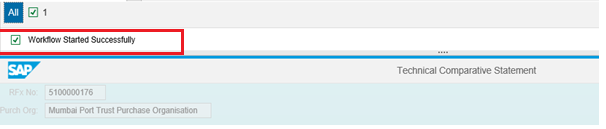 All 1
Workflow Started Successfully
SAP Technical Comparative Statement
RFx No: 5100000176
Purch Org: Mumbai Port Trust Purchase Organisation